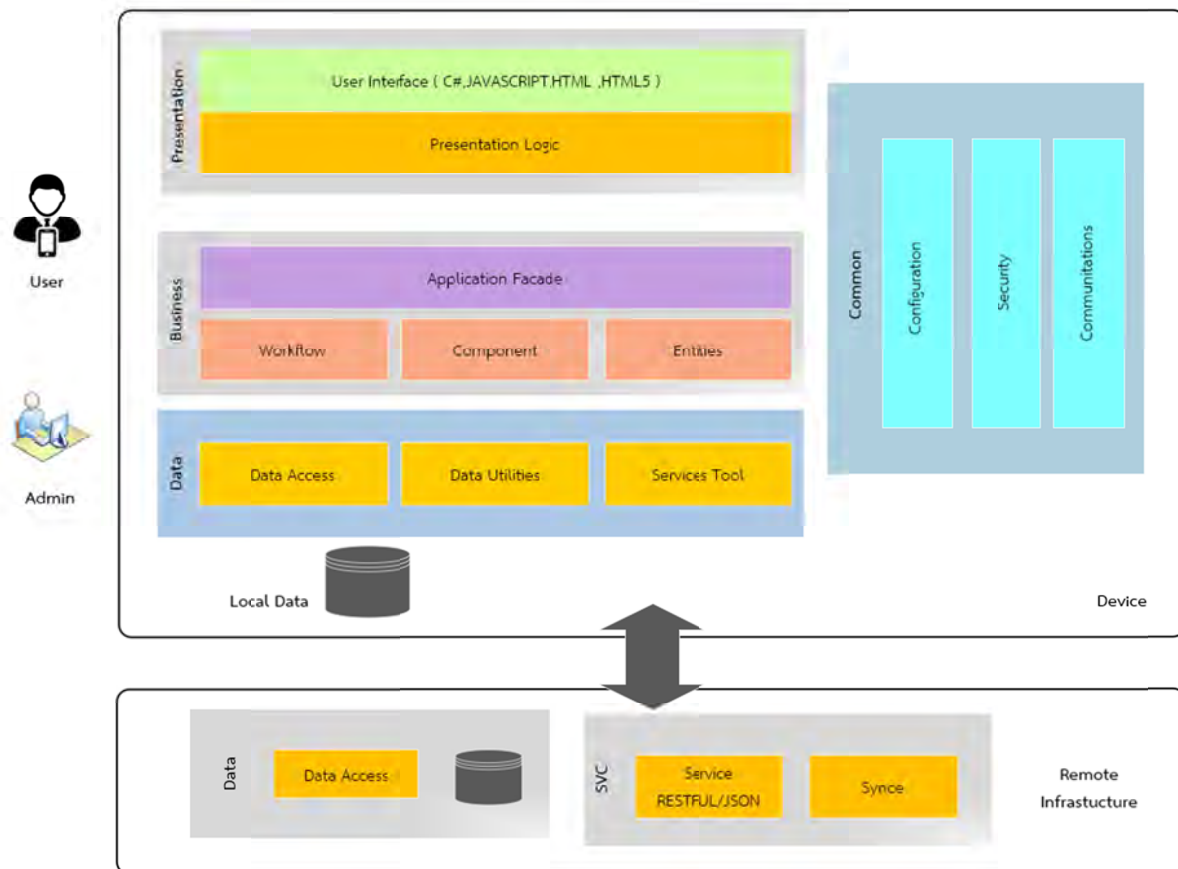 Presentation
User Interface ( C#,JAVASCRIPT.HTML ,HTML5 )
Presentation Logic
User
Business
Application Facade
Workflow
Component
Entities
Common
Configuration
Security
Communitations
Admin
Data
Data Access
Data Utilities
Services Tool
Local Data
Device
Data
Data Access
SVC
Service
RESTFUL/JSON
Synce
Remote
Infrastucture